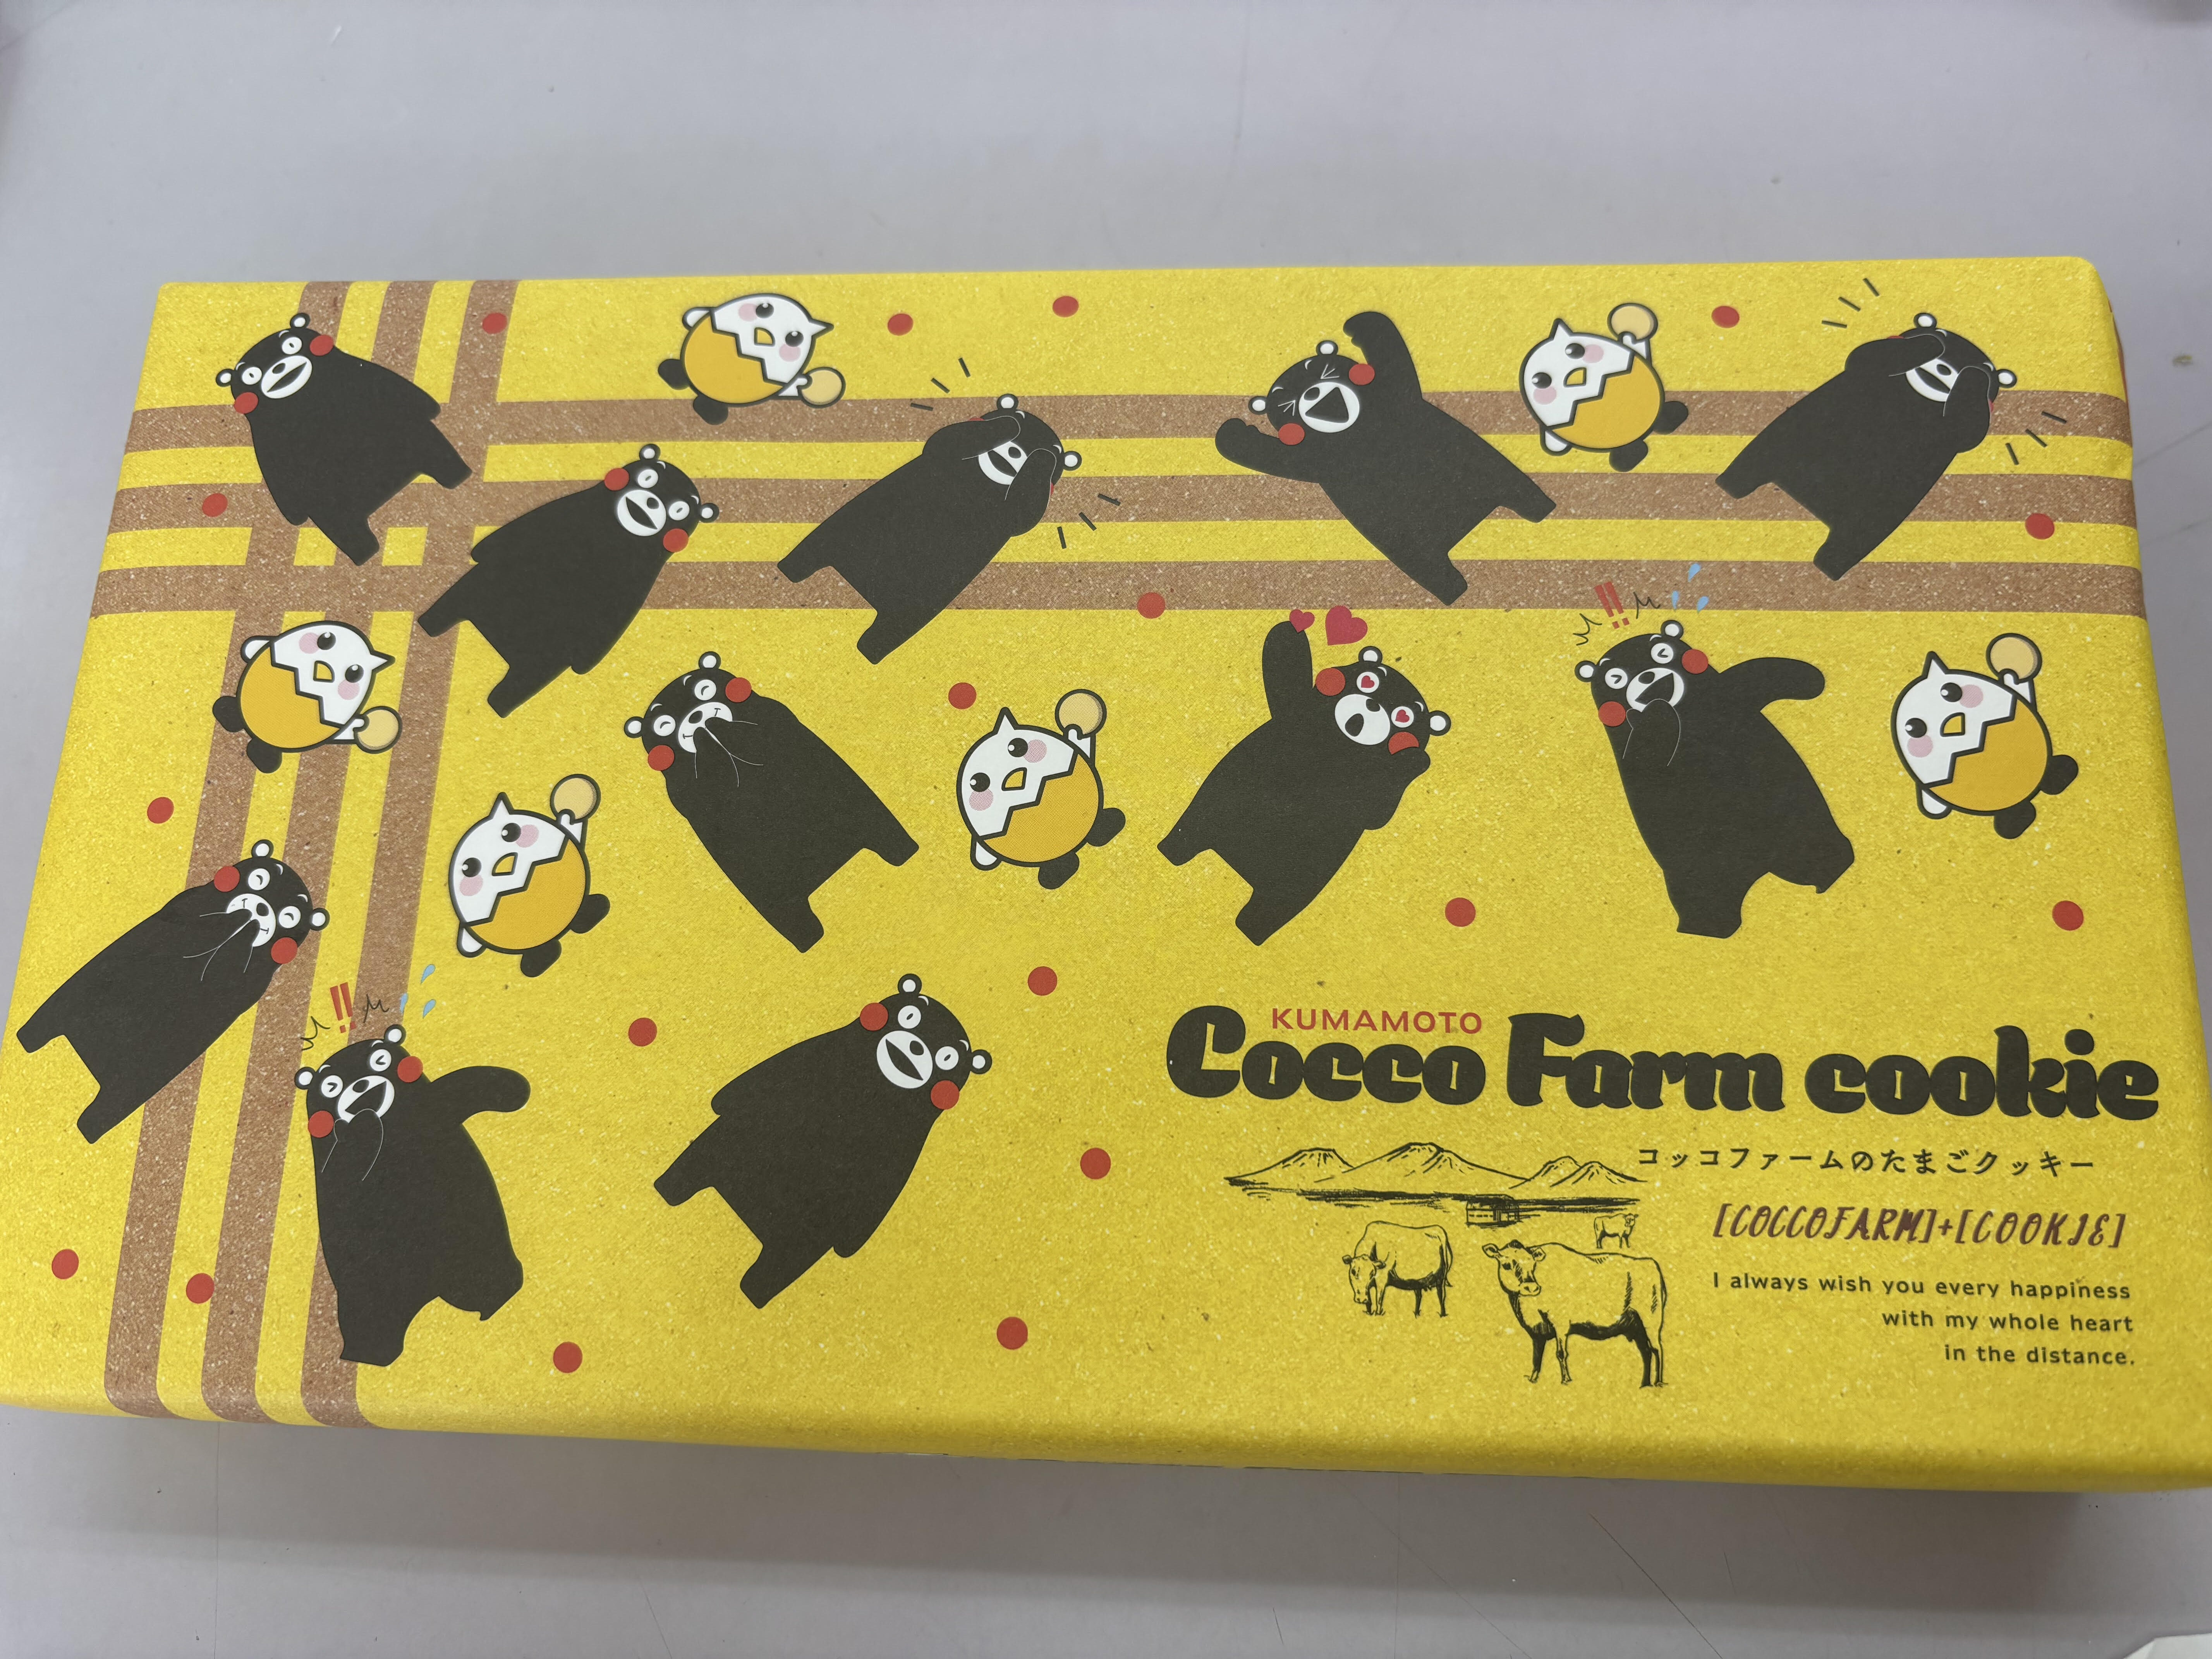 KUMAMOTO
Cocco Farm cookie
コッコファームのたまごクッキー
[COCCOFARM]+[COOKIE]
I always wish you every happiness
with my whole heart
in the distance.